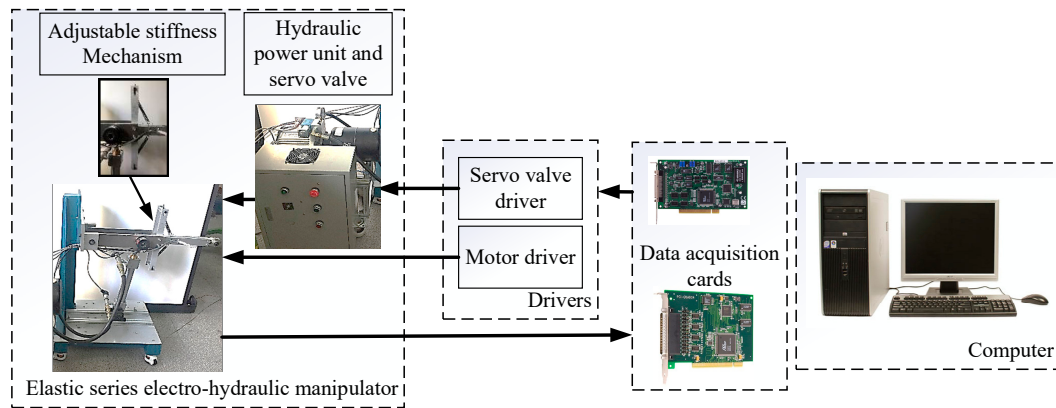 Adjustable stiffness
Mechanism
Hydraulic
power unit and
servo valve
Servo valve
driver
Motor driver
Drivers
Data acquisition
cards
Computer
Elastic series electro-hydraulic manipulator